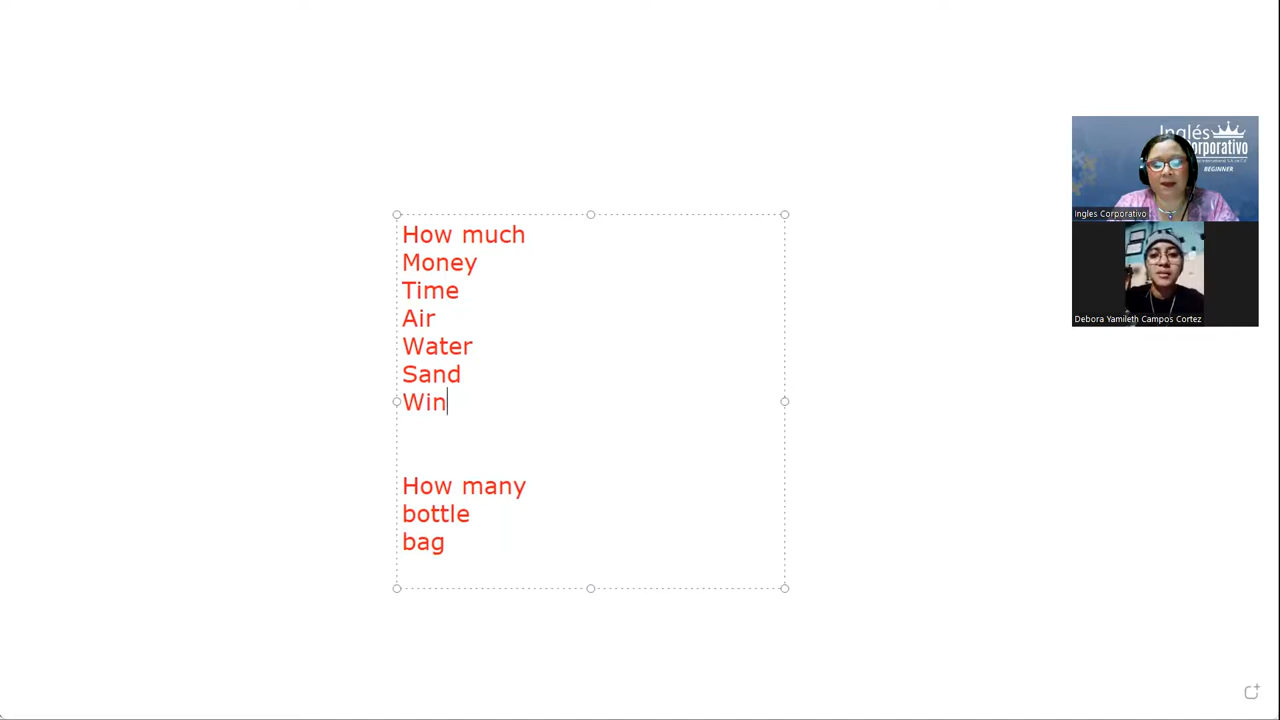 How much
Money
Time
Air
Water
Sand
Win
How many
bottle
bag
Inglés
orporativo
BEGINNER
Ingles Corporativo
Debora Yamileth Campos Cortez